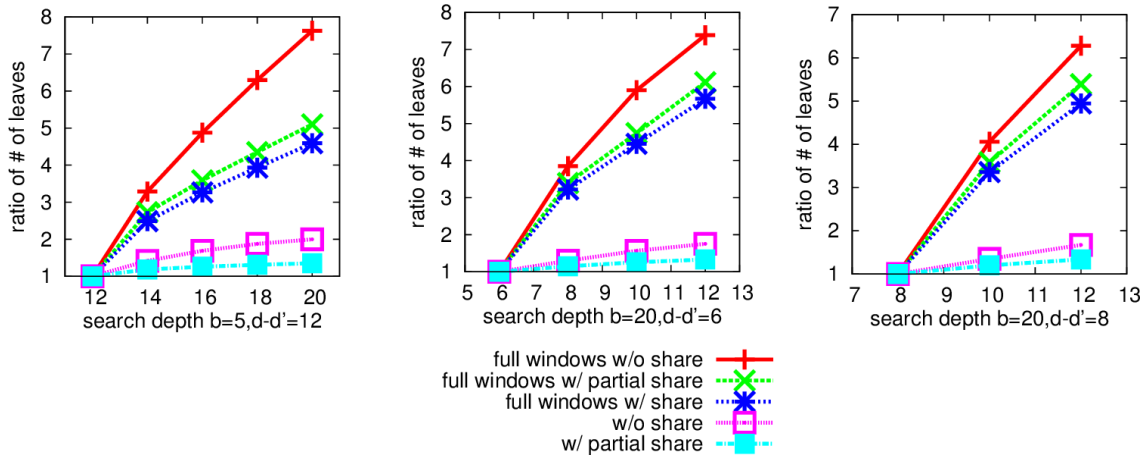 ratio of # of leaves
8
7
6
5
4
3
2
1
12 14 16 18 20
search depth b=5,d-d'=12
ratio of # of leaves
8
7
6
5
4
3
2
1
5 6 7 8 9 10 11 12 13
search depth b=20,d-d'=6
ratio of # of leaves
7
6
5
4
3
2
1
7 8 9 10 11 12 13
search depth b=20,d-d'=8
full windows w/o share
full windows w/ partial share
full windows w/ share
w/o share
w/ partial share